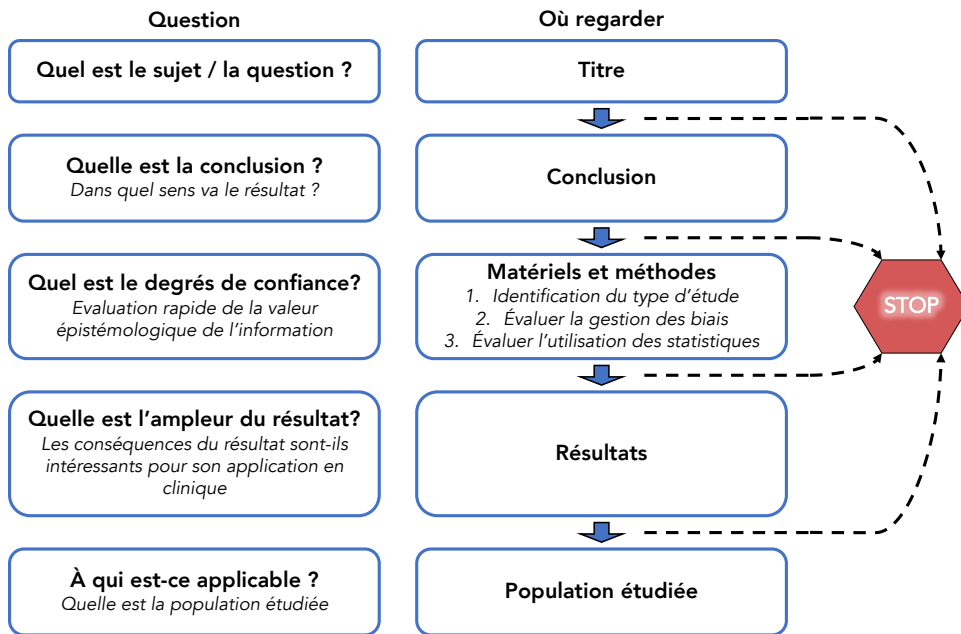 Question
Où regarder
Quel est le sujet / la question ?
Titre
Quelle est la conclusion ?
Dans quel sens va le résultat ?
Conclusion
Quel est le degrés de confiance?
Evaluation rapide de la valeur
épistémologique de l’information
Matériels et méthodes
1. Identification du type d’étude
2. Évaluer la gestion des biais
3. Évaluer l’utilisation des statistiques
STOP
Quelle est l’ampleur du résultat?
Les conséquences du résultat sont-ils
intéressants pour son application en
clinique
Résultats
À qui est-ce applicable ?
Quelle est la population étudiée
Population étudiée